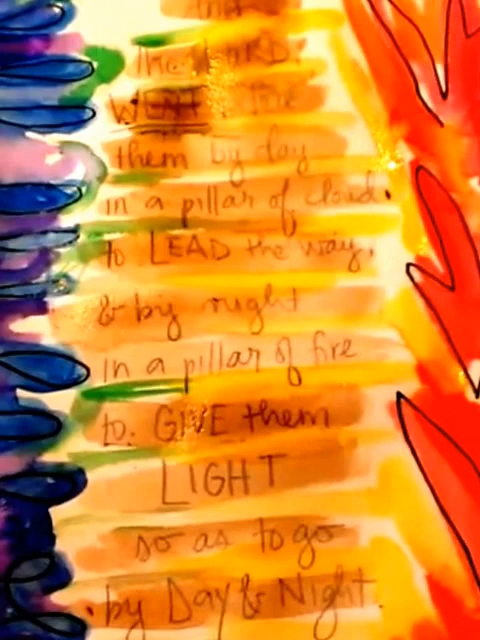 And
the LORD
WENT
them by day
in a pillar of cloud.
to LEAD the way,
& by night
in a pillar of fire
to. GIVE them
LIGHT
so as to go
. by Day & Night.